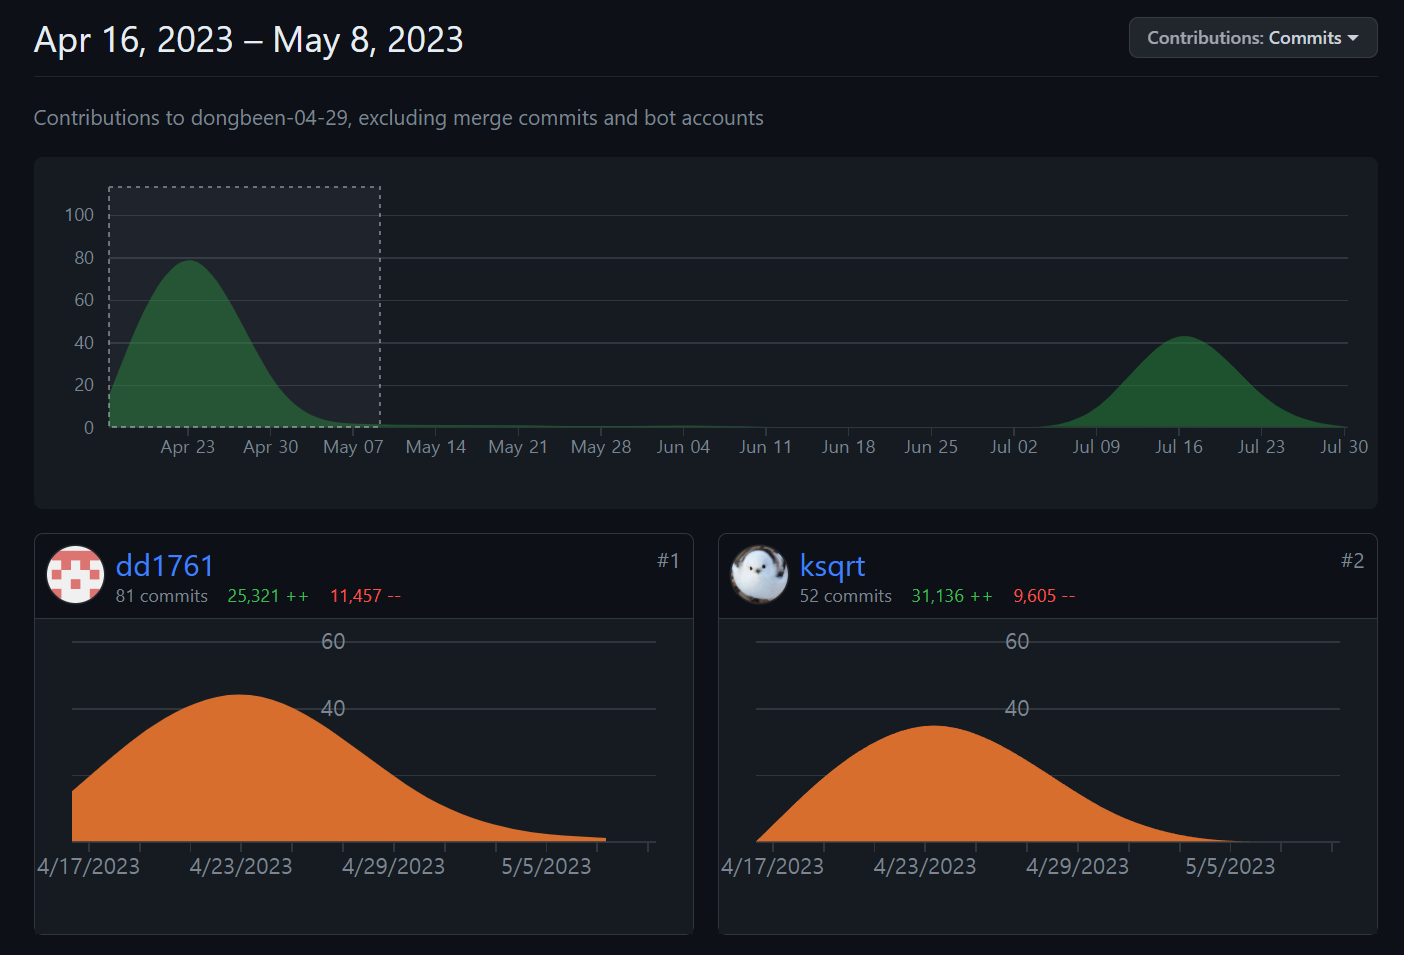 Apr 16, 2023 – May 8, 2023
Contributions: Commits
Contributions to dongbeen-04-29, excluding merge commits and bot accounts
100
80
60
40
20
0
Apr 23 Apr 30 May 07 May 14 May 21 May 28 Jun 04 Jun 11 Jun 18 Jun 25 Jul 02 Jul 09 Jul 16 Jul 23 Jul 30
dd1761 #1
81 commits 25,321 ++ 11,457 --
60
40
4/17/2023 4/23/2023 4/29/2023 5/5/2023
ksqrt #2
52 commits 31,136 ++ 9,605 --
60
40
4/17/2023 4/23/2023 4/29/2023 5/5/2023